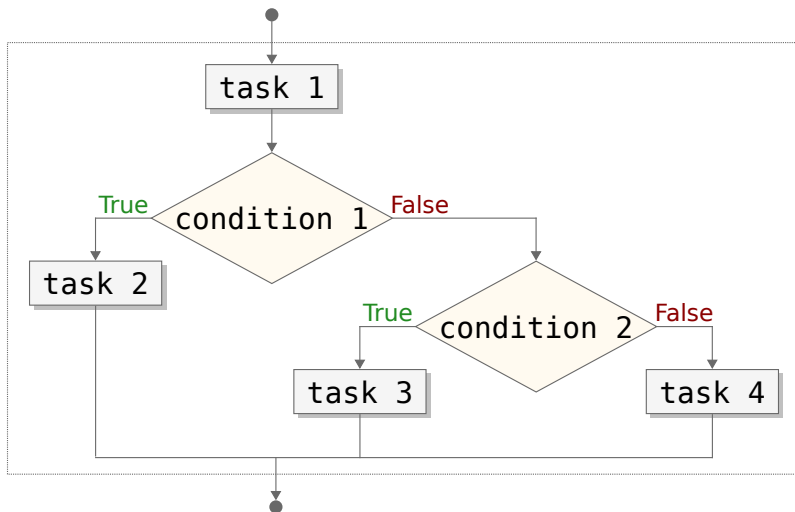 task 1
True
condition 1
False
task 2
True
condition 2
False
task 3
task 4